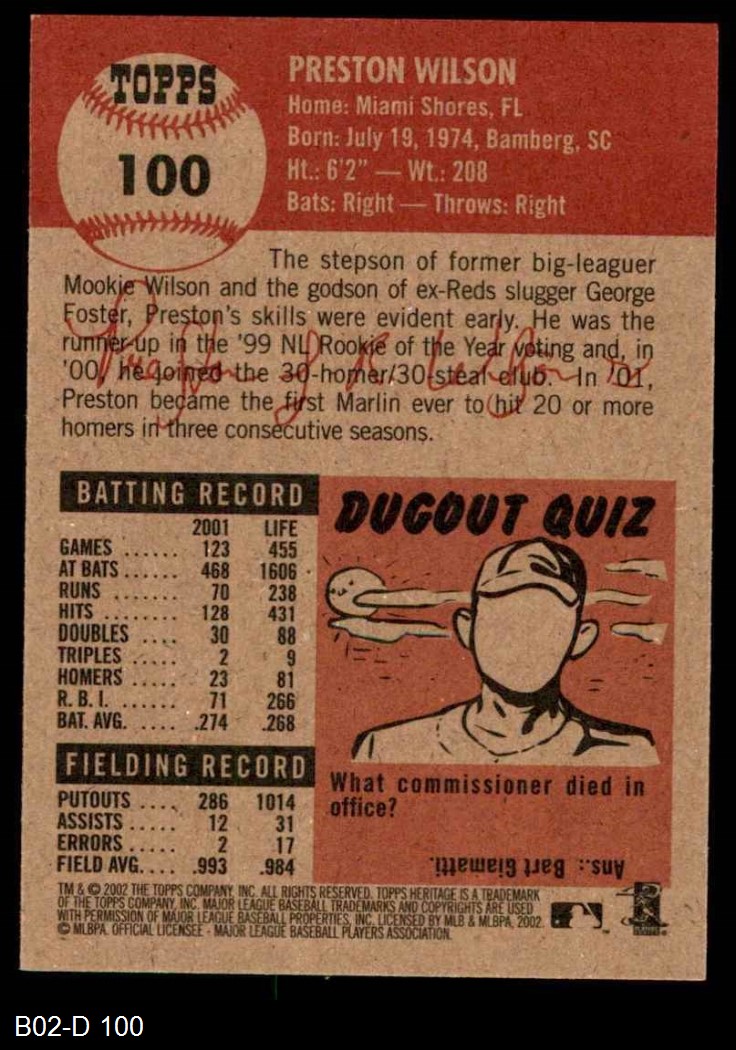 TOPPS
100
PRESTON WILSON
Home: Miami Shores, FL
Born: July 19, 1974, Bamberg, SC
Ht.: 6'2" — Wt.: 208
Bats: Right — Throws: Right
The stepson of former big-leaguer
Mookie Wilson and the godson of ex-Reds slugger George
Foster, Preston's skills were evident early. He was the
runner-up in the '99 NL Rookie of the Year voting and, in
'00, he joined the 30-homer/30 steal club. In '01,
Preston became the first Marlin ever to hit 20 or more
homers in three consecutive seasons.
Preston J R Wilson
BATTING RECORD
2001 LIFE
GAMES ...... 123 455
AT BATS ...... 468 1606
RUNS ...... 70 238
HITS ........ 128 431
DOUBLES .... 30 88
TRIPLES ..... 2 9
HOMERS ..... 23 81
R. B. I. ..... 71 266
BAT. AVG. .... .274 .268
FIELDING RECORD
PUTOUTS .... 286 1014
ASSISTS ..... 12 31
ERRORS ..... 2 17
FIELD AVG. ... .993 .984
DUGOUT QUIZ
What commissioner died in
office?
Ans.: Bart Giamatti.
TM & © 2002 THE TOPPS COMPANY, INC. ALL RIGHTS RESERVED. TOPPS HERITAGE IS A TRADEMARK
OF THE TOPPS COMPANY, INC. MAJOR LEAGUE BASEBALL TRADEMARKS AND COPYRIGHTS ARE USED
WITH PERMISSION OF MAJOR LEAGUE BASEBALL PROPERTIES, INC. LICENSED BY MLB & MLBPA, 2002.
© MLBPA. OFFICIAL LICENSEE - MAJOR LEAGUE BASEBALL PLAYERS ASSOCIATION.
B02-D 100